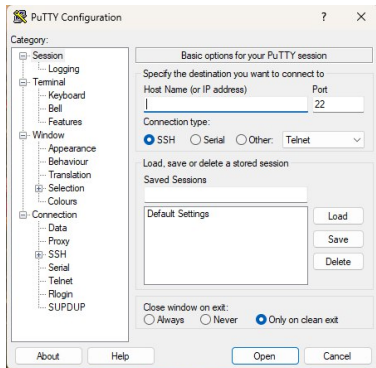 PuTTY Configuration
?
X
Category:
Session
Logging
Terminal
Keyboard
Bell
Features
Window
Appearance
Behaviour
Translation
Selection
Colours
Connection
Data
Proxy
SSH
Serial
Telnet
Rlogin
SUPDUP
Basic options for your PuTTY session
Specify the destination you want to connect to
Host Name (or IP address) Port
22
Connection type:
SSH Serial Other: Telnet
Load, save or delete a stored session
Saved Sessions
Default Settings
Load
Save
Delete
Close window on exit:
Always Never Only on clean exit
About Help Open Cancel